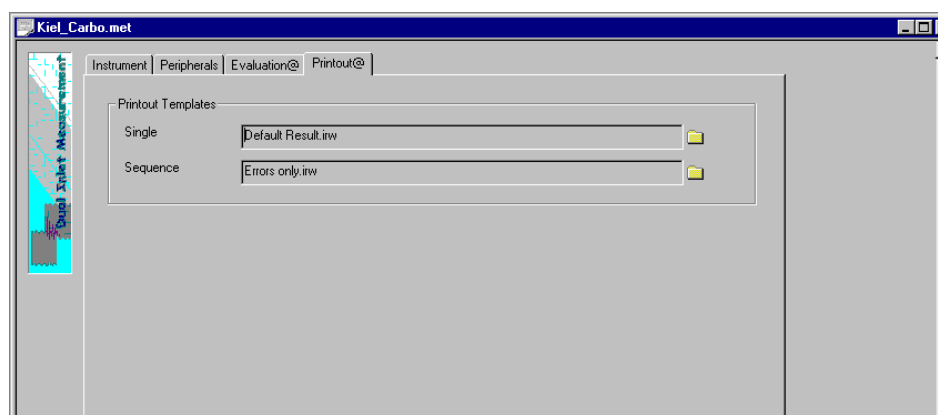 Kiel_Carbo.met
Instrument Peripherals Evaluation@ Printout@
Dual Inlet Measurement
Printout Templates
Single Default Result.irw
Sequence Errors only.irw